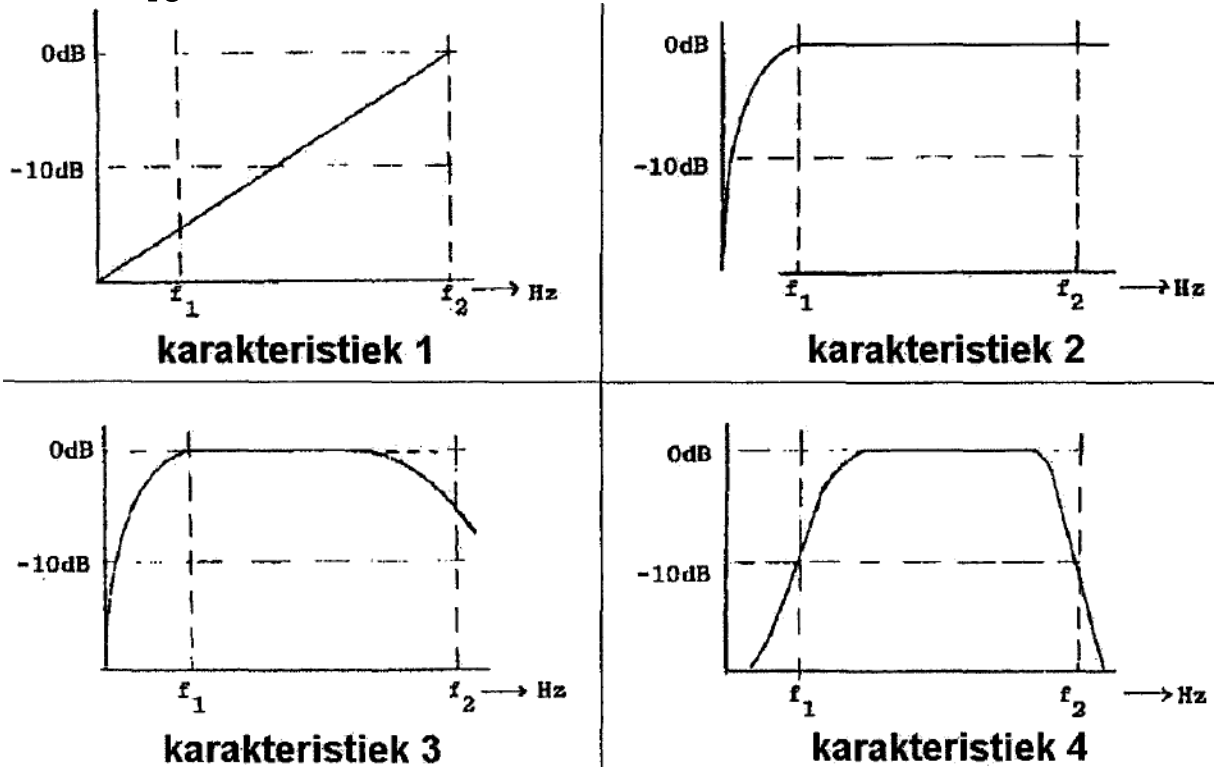 0dB
-10dB
f1
f2 → Hz
karakteristiek 1
0dB
-10dB
f1
f2 → Hz
karakteristiek 2
0dB
-10dB
f1
f2 → Hz
karakteristiek 3
0dB
-10dB
f1
f2 → Hz
karakteristiek 4